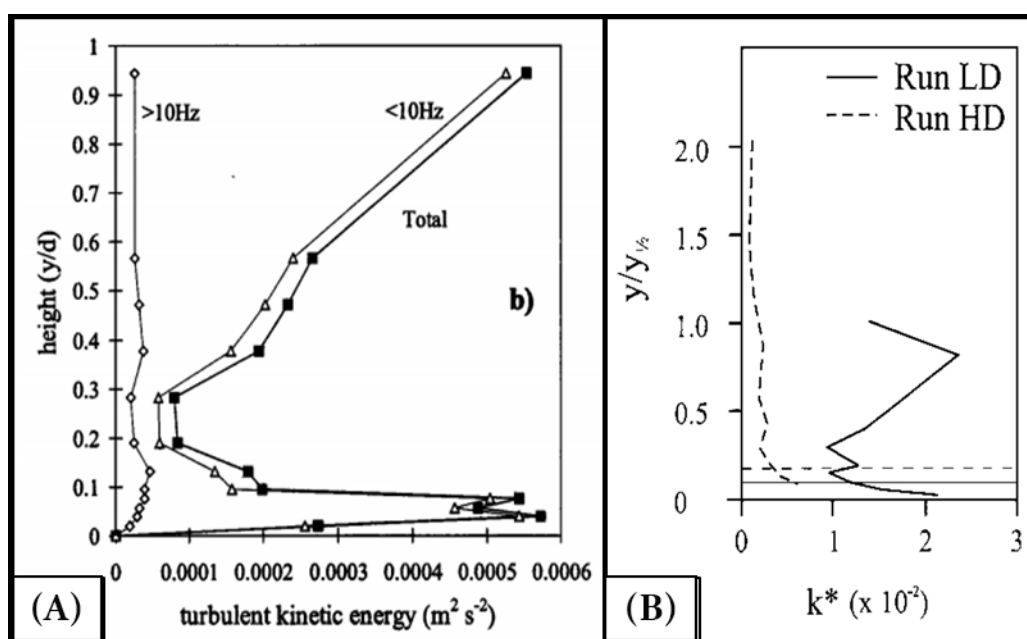 1
0.9
0.8
0.7
0.6
0.5
0.4
0.3
0.2
0.1
0
height (y/d)
>10Hz
<10Hz
Total
b)
0 0.0001 0.0002 0.0003 0.0004 0.0005 0.0006
turbulent kinetic energy (m² s⁻²)
(A)
Run LD
Run HD
2.0
1.5
1.0
0.5
0
y/y½
0 1 2 3
k* (x 10⁻²)
(B)